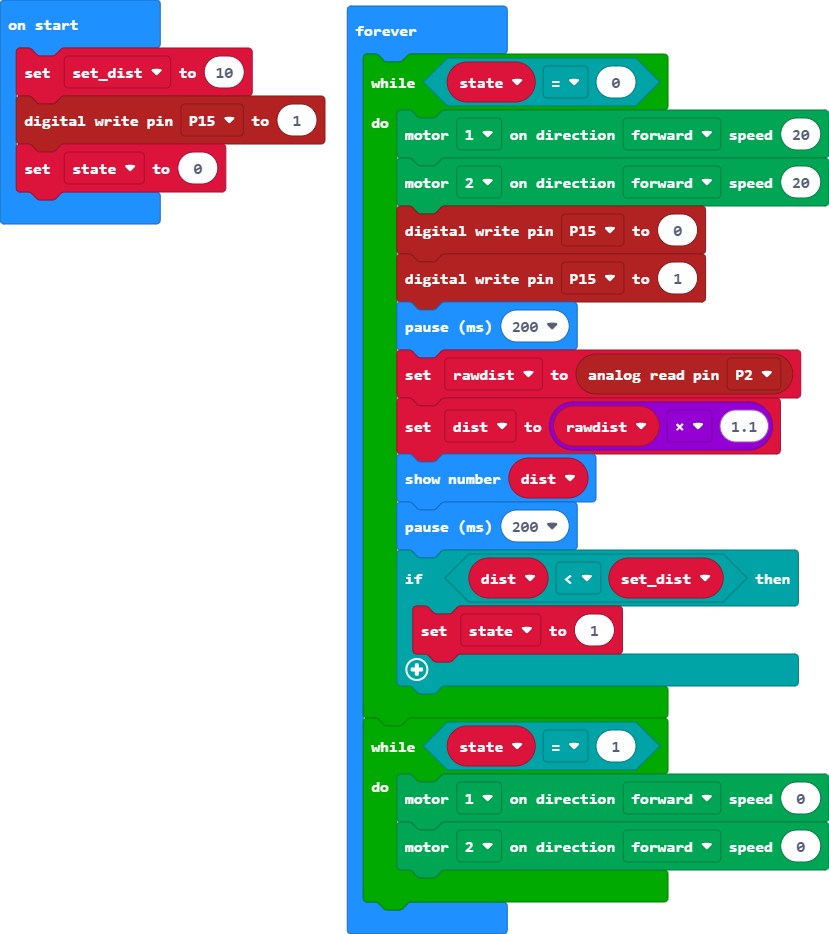 on start
set set_dist to 10
digital write pin P15 to 1
set state to 0
forever
while state = 0
do
motor 1 on direction forward speed 20
motor 2 on direction forward speed 20
digital write pin P15 to 0
digital write pin P15 to 1
pause (ms) 200
set rawdist to analog read pin P2
set dist to rawdist × 1.1
show number dist
pause (ms) 200
if dist < set_dist then
set state to 1
while state = 1
do
motor 1 on direction forward speed 0
motor 2 on direction forward speed 0